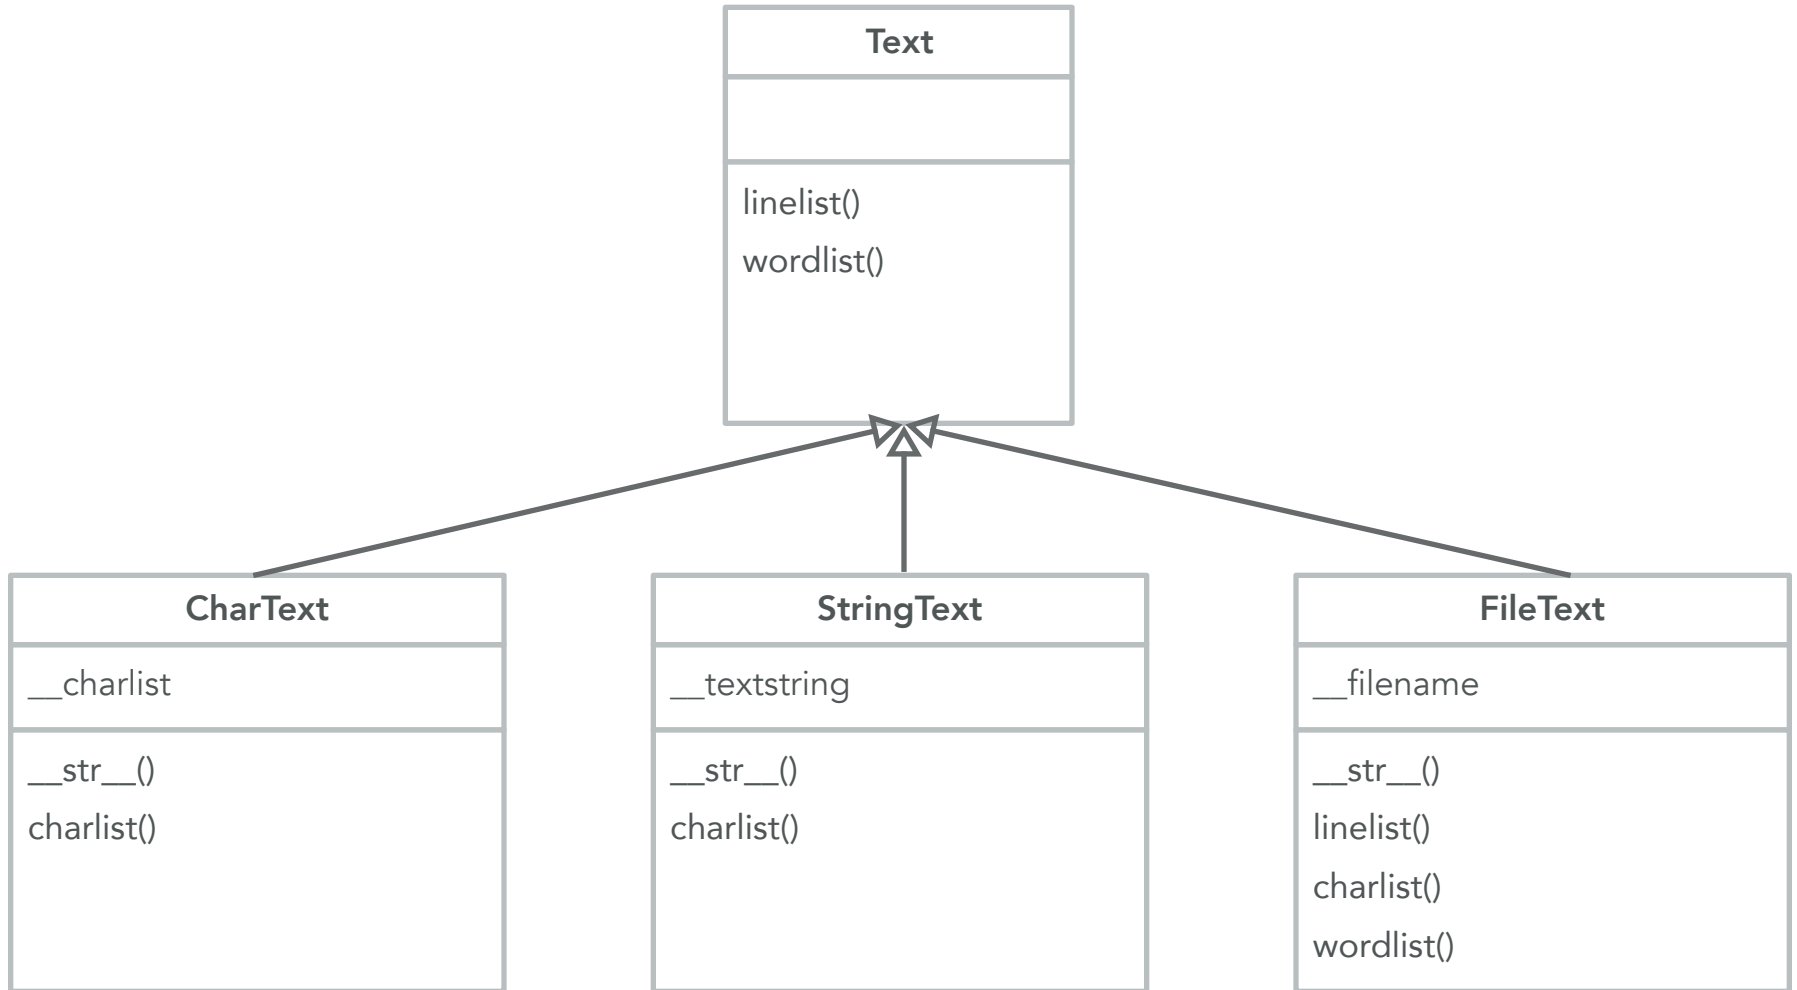 Text
linelist()
wordlist()
CharText
__charlist
__str__()
charlist()
StringText
__textstring
__str__()
charlist()
FileText
__filename
__str__()
linelist()
charlist()
wordlist()